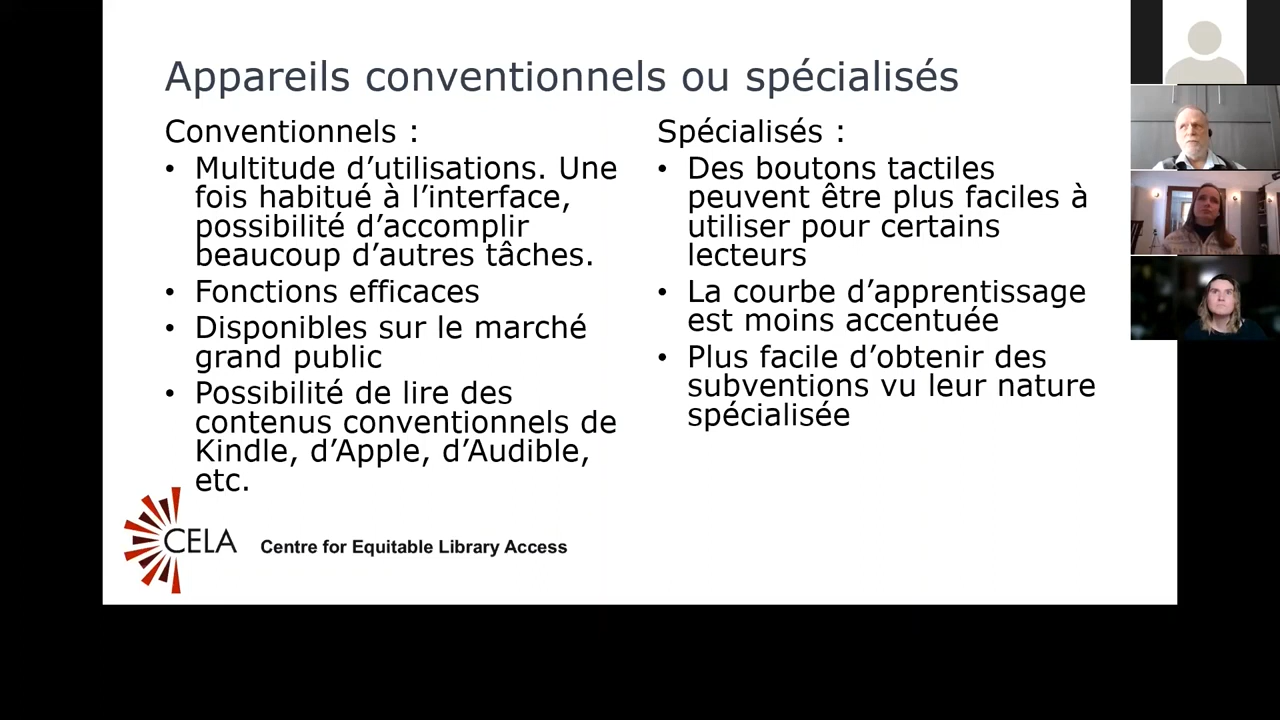 Appareils conventionnels ou spécialisés
Conventionnels :
• Multitude d’utilisations. Une
fois habitué à l’interface,
possibilité d’accomplir
beaucoup d’autres tâches.
• Fonctions efficaces
• Disponibles sur le marché
grand public
• Possibilité de lire des
contenus conventionnels de
Kindle, d’Apple, d’Audible,
etc.
Spécialisés :
• Des boutons tactiles
peuvent être plus faciles à
utiliser pour certains
lecteurs
• La courbe d’apprentissage
est moins accentuée
• Plus facile d’obtenir des
subventions vu leur nature
spécialisée
CELA
Centre for Equitable Library Access